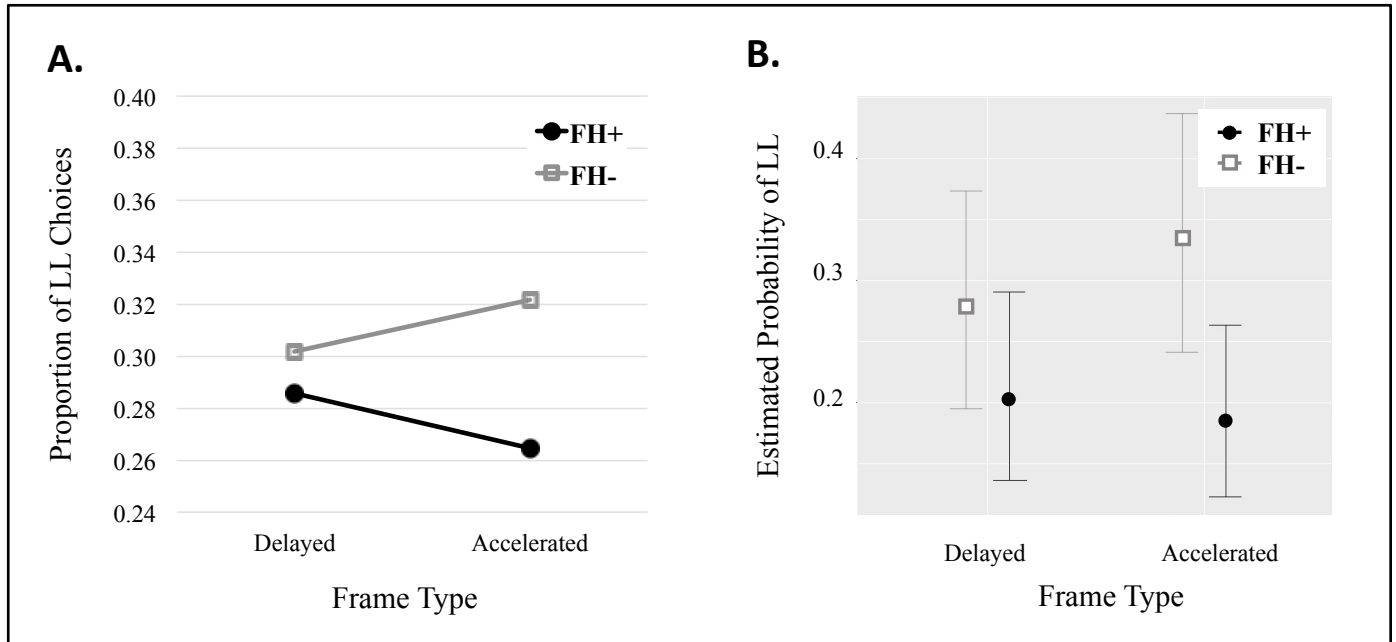 A.
Proportion of LL Choices
0.40
0.38
0.36
0.34
0.32
0.30
0.28
0.26
0.24
FH+
FH-
Delayed
Accelerated
Frame Type
B.
Estimated Probability of LL
0.4
0.3
0.2
FH+
FH-
Delayed
Accelerated
Frame Type